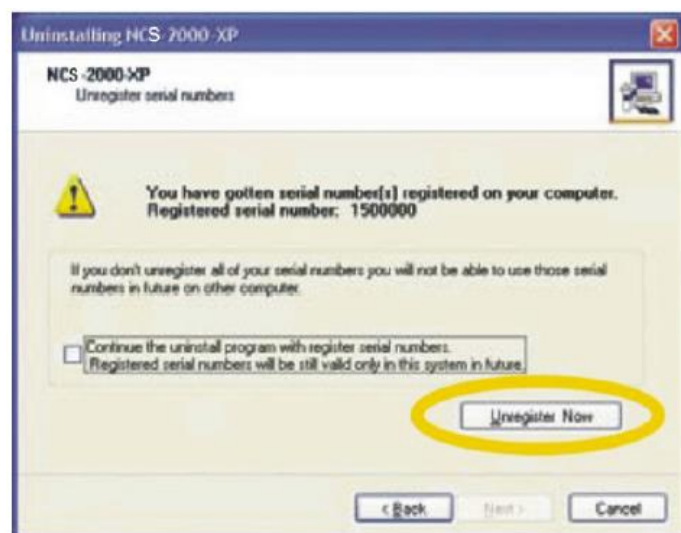 Uninstalling NCS-2000-XP
NCS-2000-XP
Unregister serial numbers
You have gotten serial number(s) registered on your computer.
Registered serial number: 1500000
If you don't unregister all of your serial numbers you will not be able to use those serial
numbers in future on other computer.
Continue the uninstall program with register serial numbers.
Registered serial numbers will be still valid only in this system in future.
Unregister Now
< Back
Next >
Cancel